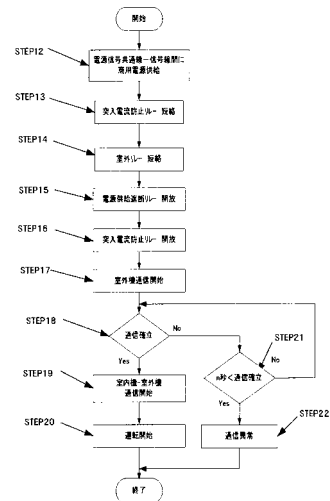 開始
STEP12
電源信号共通線－信号線間に
商用電源供給
STEP13
突入電流防止リレー 短絡
STEP14
室外リレー 短絡
STEP15
電源供給遮断リレー 開放
STEP16
突入電流防止リレー 開放
STEP17
室外機通信開始
STEP18
通信確立
No
Yes
STEP21
n秒＜通信確立
No
Yes
STEP19
室内機-室外機
通信開始
STEP20
運転開始
STEP22
通信異常
終了